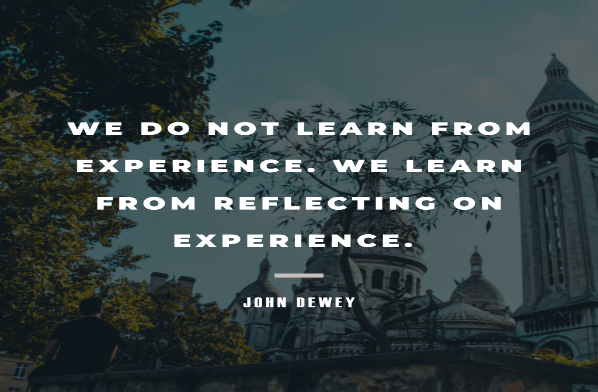 WE DO NOT LEARN FROM
EXPERIENCE. WE LEARN
FROM REFLECTING ON
EXPERIENCE.
JOHN DEWEY